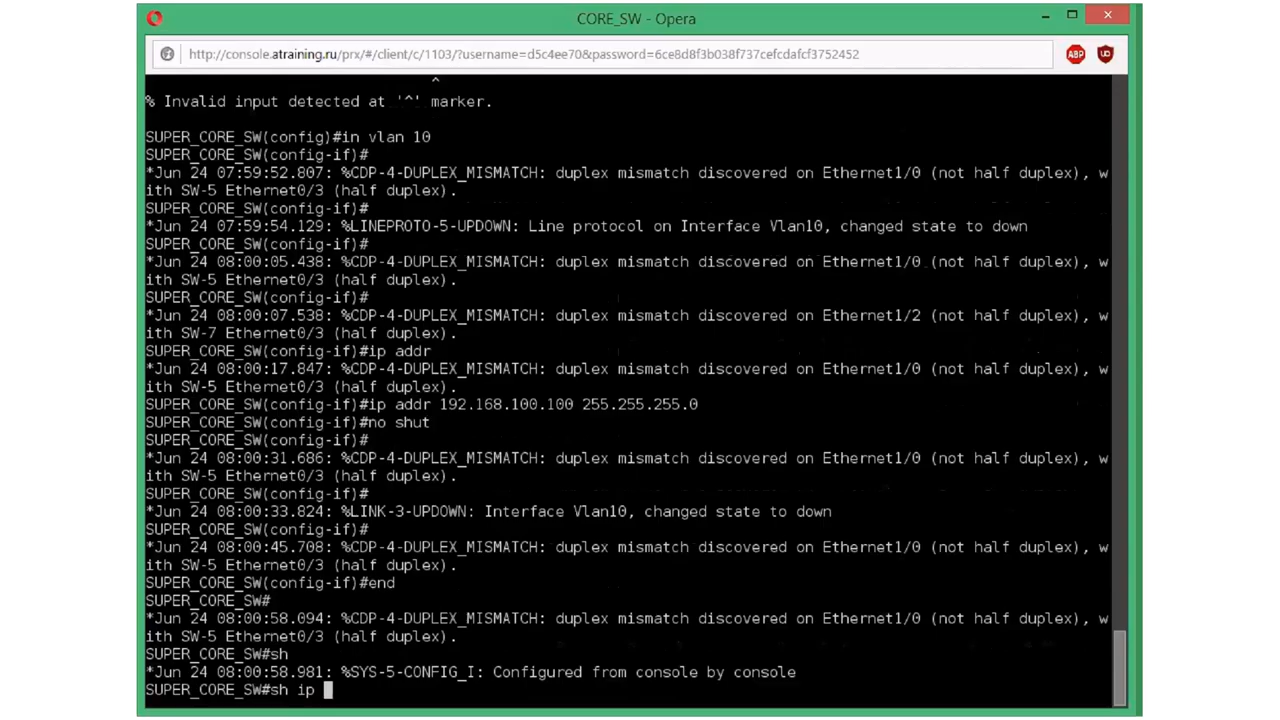 CORE_SW - Opera
http://console.atraining.ru/prx/#/client/c/1103/?username=d5c4ee70&password=6ce8d8f3b038f737cefcdafcf3752452
ABP
^
% Invalid input detected at '^' marker.
SUPER_CORE_SW(config)#in vlan 10
SUPER_CORE_SW(config-if)#
*Jun 24 07:59:52.807: %CDP-4-DUPLEX_MISMATCH: duplex mismatch discovered on Ethernet1/0 (not half duplex), w
ith SW-5 Ethernet0/3 (half duplex).
SUPER_CORE_SW(config-if)#
*Jun 24 07:59:54.129: %LINEPROTO-5-UPDOWN: Line protocol on Interface Vlan10, changed state to down
SUPER_CORE_SW(config-if)#
*Jun 24 08:00:05.438: %CDP-4-DUPLEX_MISMATCH: duplex mismatch discovered on Ethernet1/0 (not half duplex), w
ith SW-5 Ethernet0/3 (half duplex).
SUPER_CORE_SW(config-if)#
*Jun 24 08:00:07.538: %CDP-4-DUPLEX_MISMATCH: duplex mismatch discovered on Ethernet1/2 (not half duplex), w
ith SW-7 Ethernet0/3 (half duplex).
SUPER_CORE_SW(config-if)#ip addr
*Jun 24 08:00:17.847: %CDP-4-DUPLEX_MISMATCH: duplex mismatch discovered on Ethernet1/0 (not half duplex), w
ith SW-5 Ethernet0/3 (half duplex).
SUPER_CORE_SW(config-if)#ip addr 192.168.100.100 255.255.255.0
SUPER_CORE_SW(config-if)#no shut
SUPER_CORE_SW(config-if)#
*Jun 24 08:00:31.686: %CDP-4-DUPLEX_MISMATCH: duplex mismatch discovered on Ethernet1/0 (not half duplex), w
ith SW-5 Ethernet0/3 (half duplex).
SUPER_CORE_SW(config-if)#
*Jun 24 08:00:33.824: %LINK-3-UPDOWN: Interface Vlan10, changed state to down
SUPER_CORE_SW(config-if)#
*Jun 24 08:00:45.708: %CDP-4-DUPLEX_MISMATCH: duplex mismatch discovered on Ethernet1/0 (not half duplex), w
ith SW-5 Ethernet0/3 (half duplex).
SUPER_CORE_SW(config-if)#end
SUPER_CORE_SW#
*Jun 24 08:00:58.094: %CDP-4-DUPLEX_MISMATCH: duplex mismatch discovered on Ethernet1/0 (not half duplex), w
ith SW-5 Ethernet0/3 (half duplex).
SUPER_CORE_SW#sh
*Jun 24 08:00:58.981: %SYS-5-CONFIG_I: Configured from console by console
SUPER_CORE_SW#sh ip